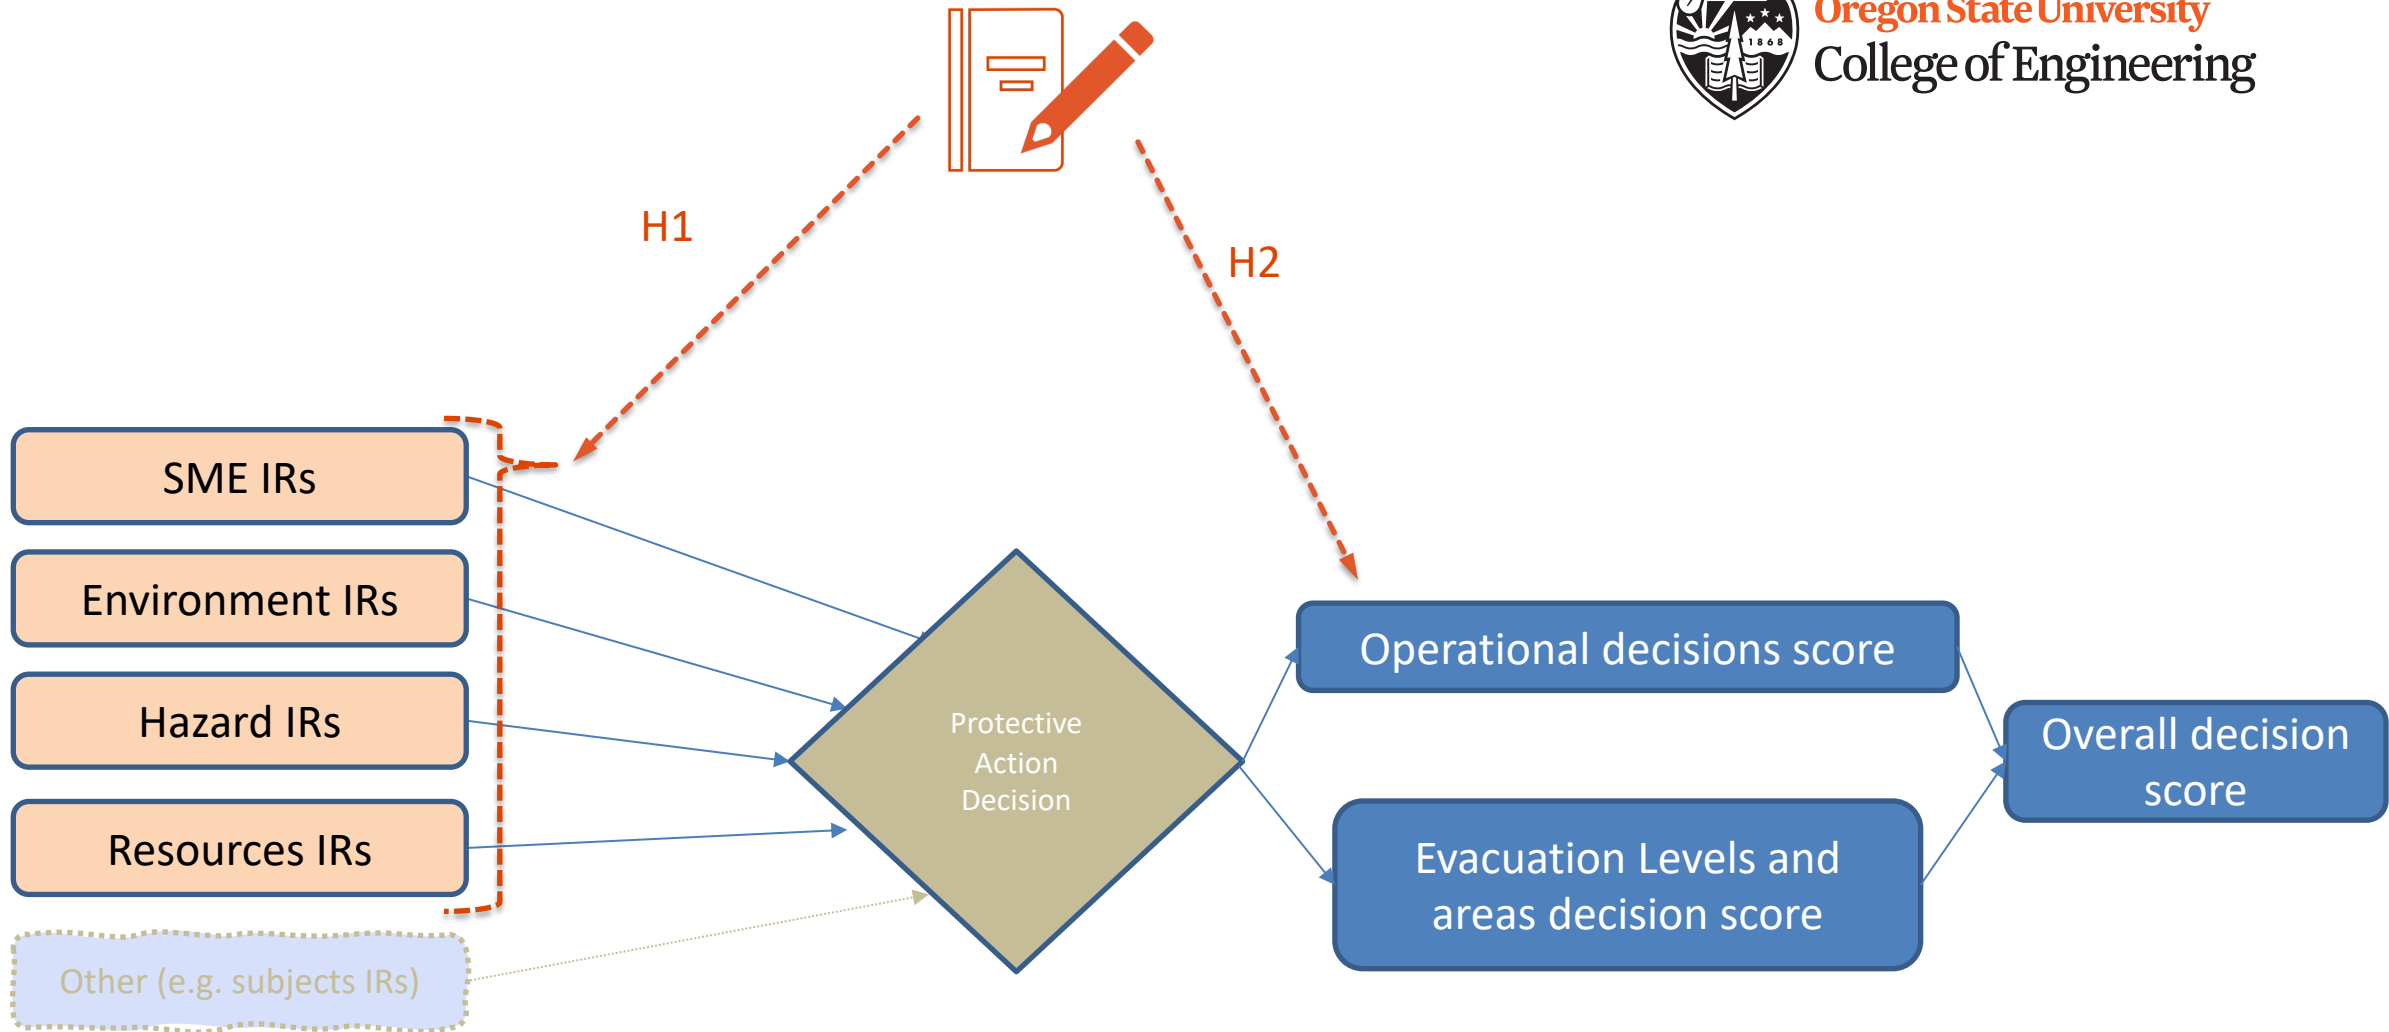 Oregon State University
College of Engineering
1868
H1
H2
SME IRs
Environment IRs
Hazard IRs
Resources IRs
Other (e.g. subjects IRs)
Protective
Action
Decision
Operational decisions score
Evacuation Levels and
areas decision score
Overall decision
score